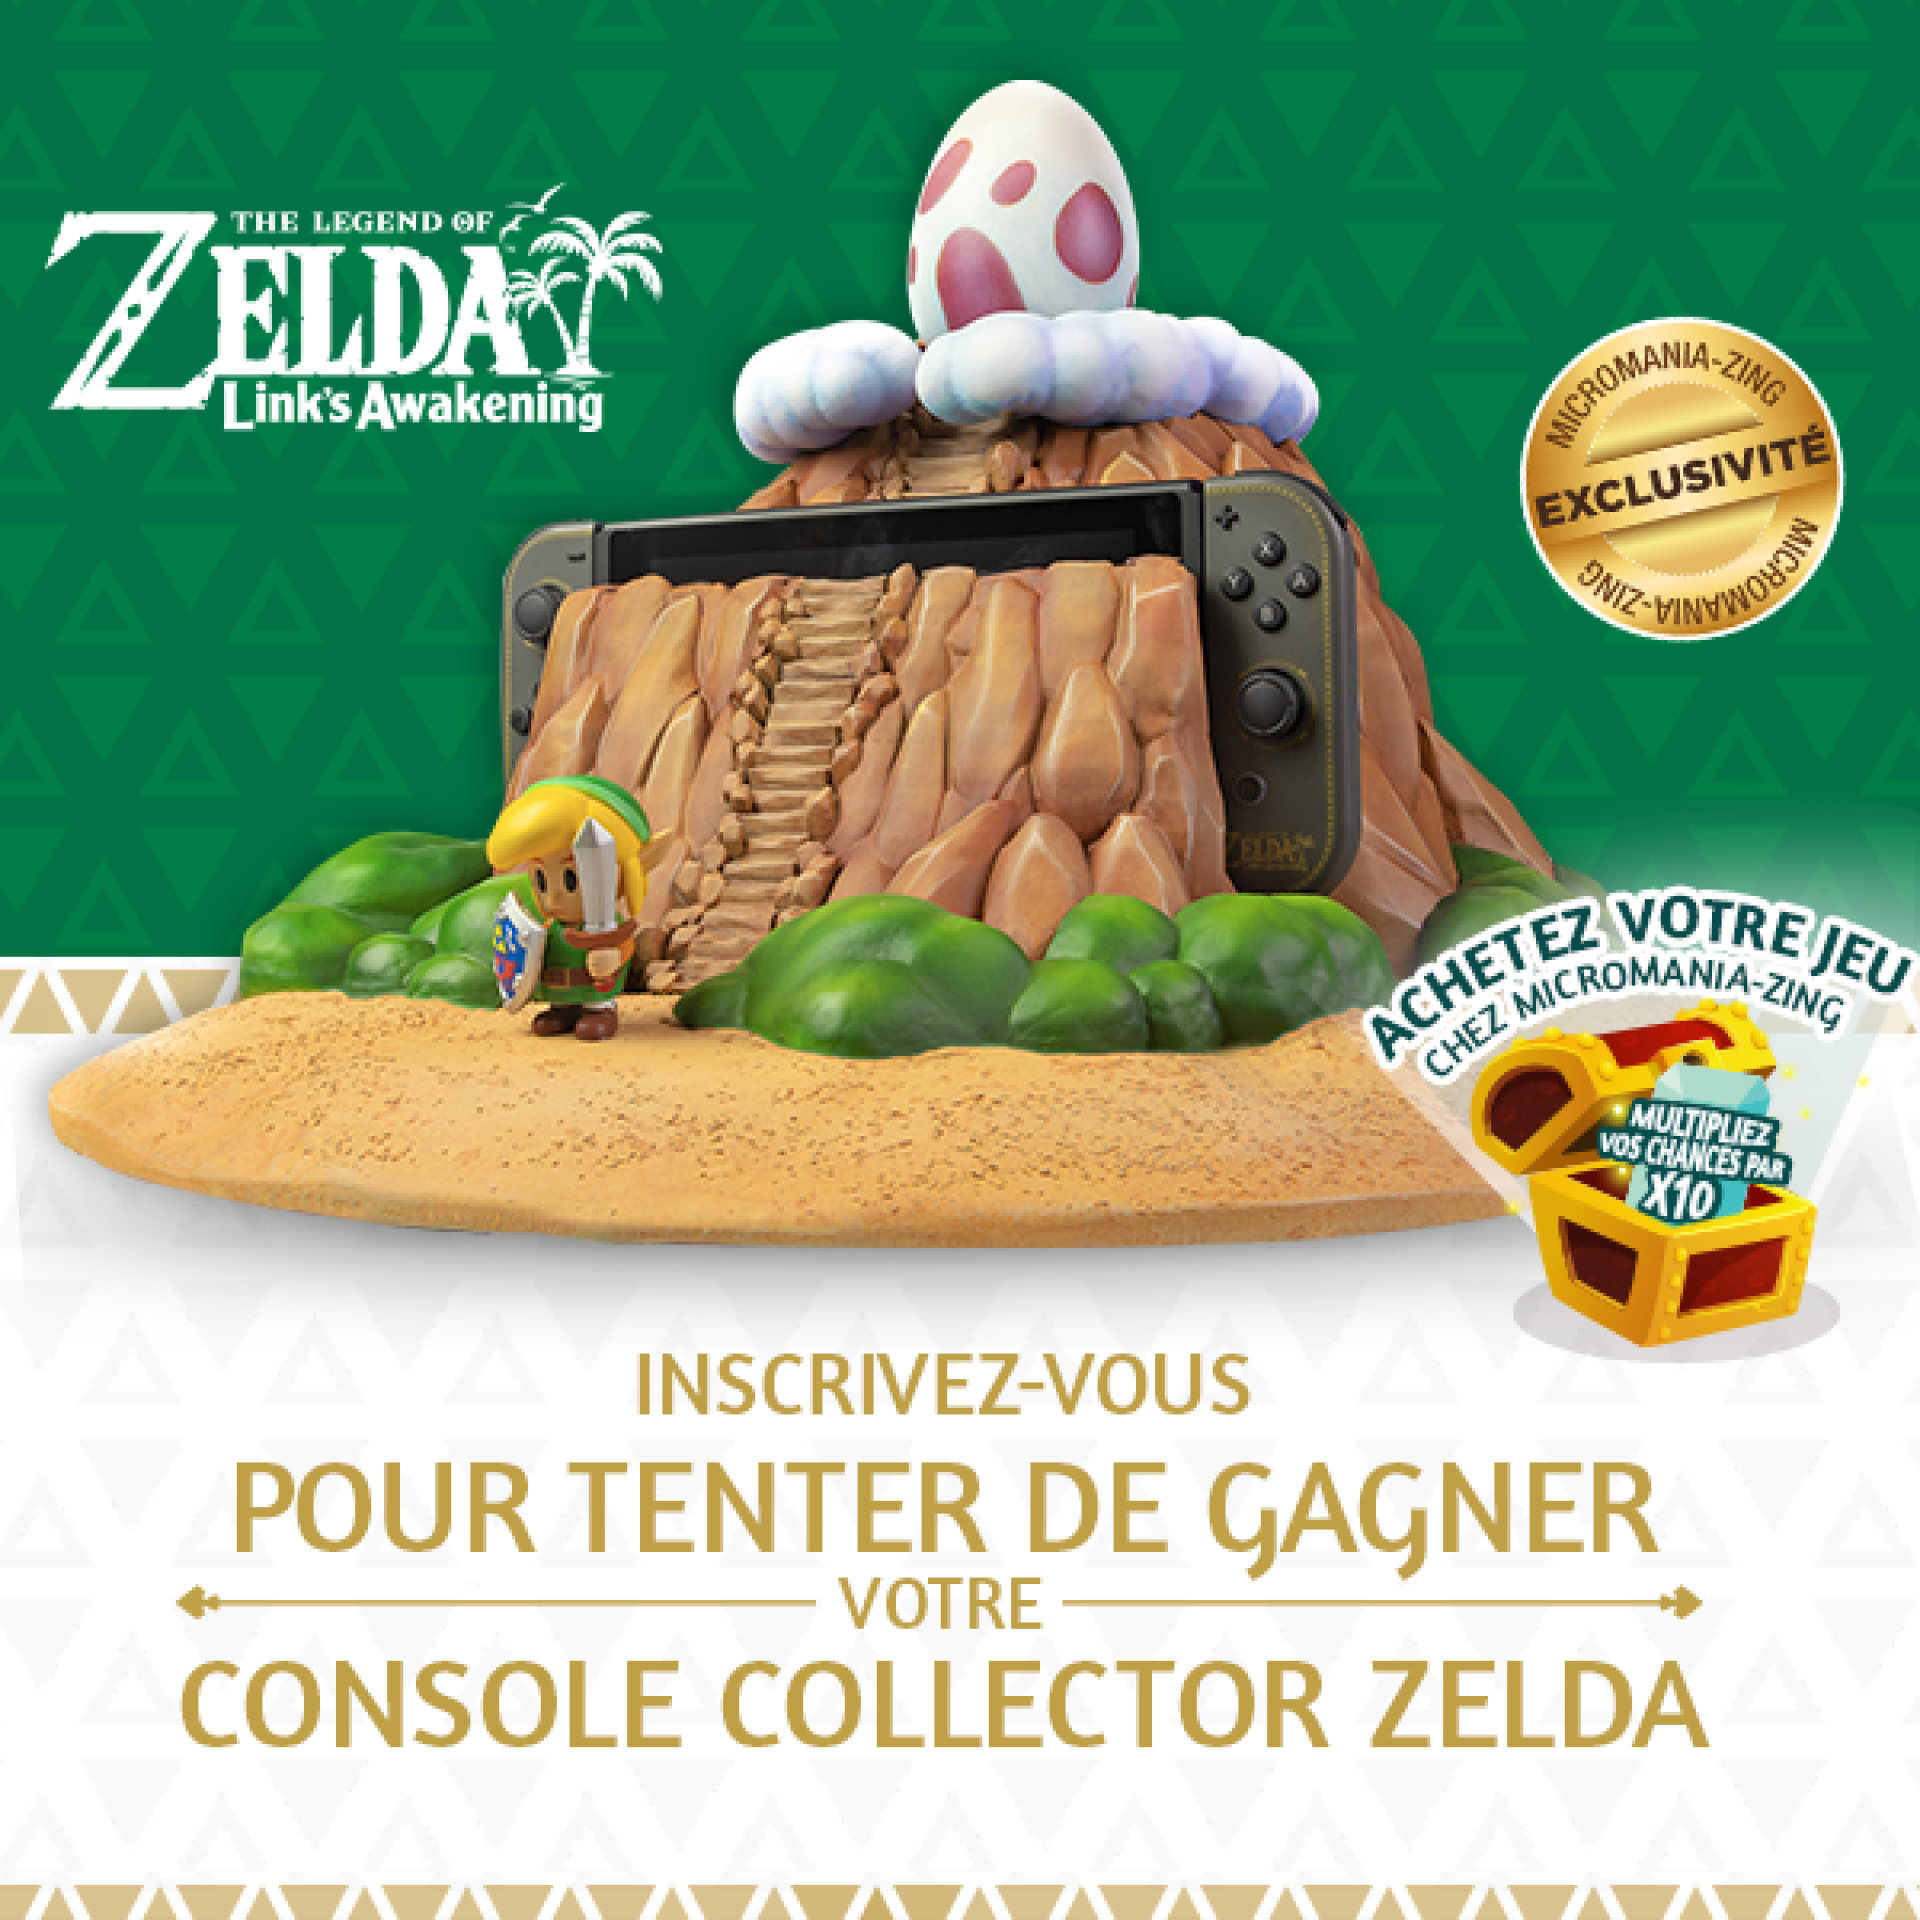 THE LEGEND OF
ZELDA
Link's Awakening
MICROMANIA-ZING
EXCLUSIVITÉ
MICROMANIA-ZING
X
Y
A
B
ZELDA
ACHETEZ VOTRE JEU
CHEZ MICROMANIA-ZING
MULTIPLIEZ
VOS CHANCES PAR
X10
INSCRIVEZ-VOUS
POUR TENTER DE GAGNER
VOTRE
CONSOLE COLLECTOR ZELDA